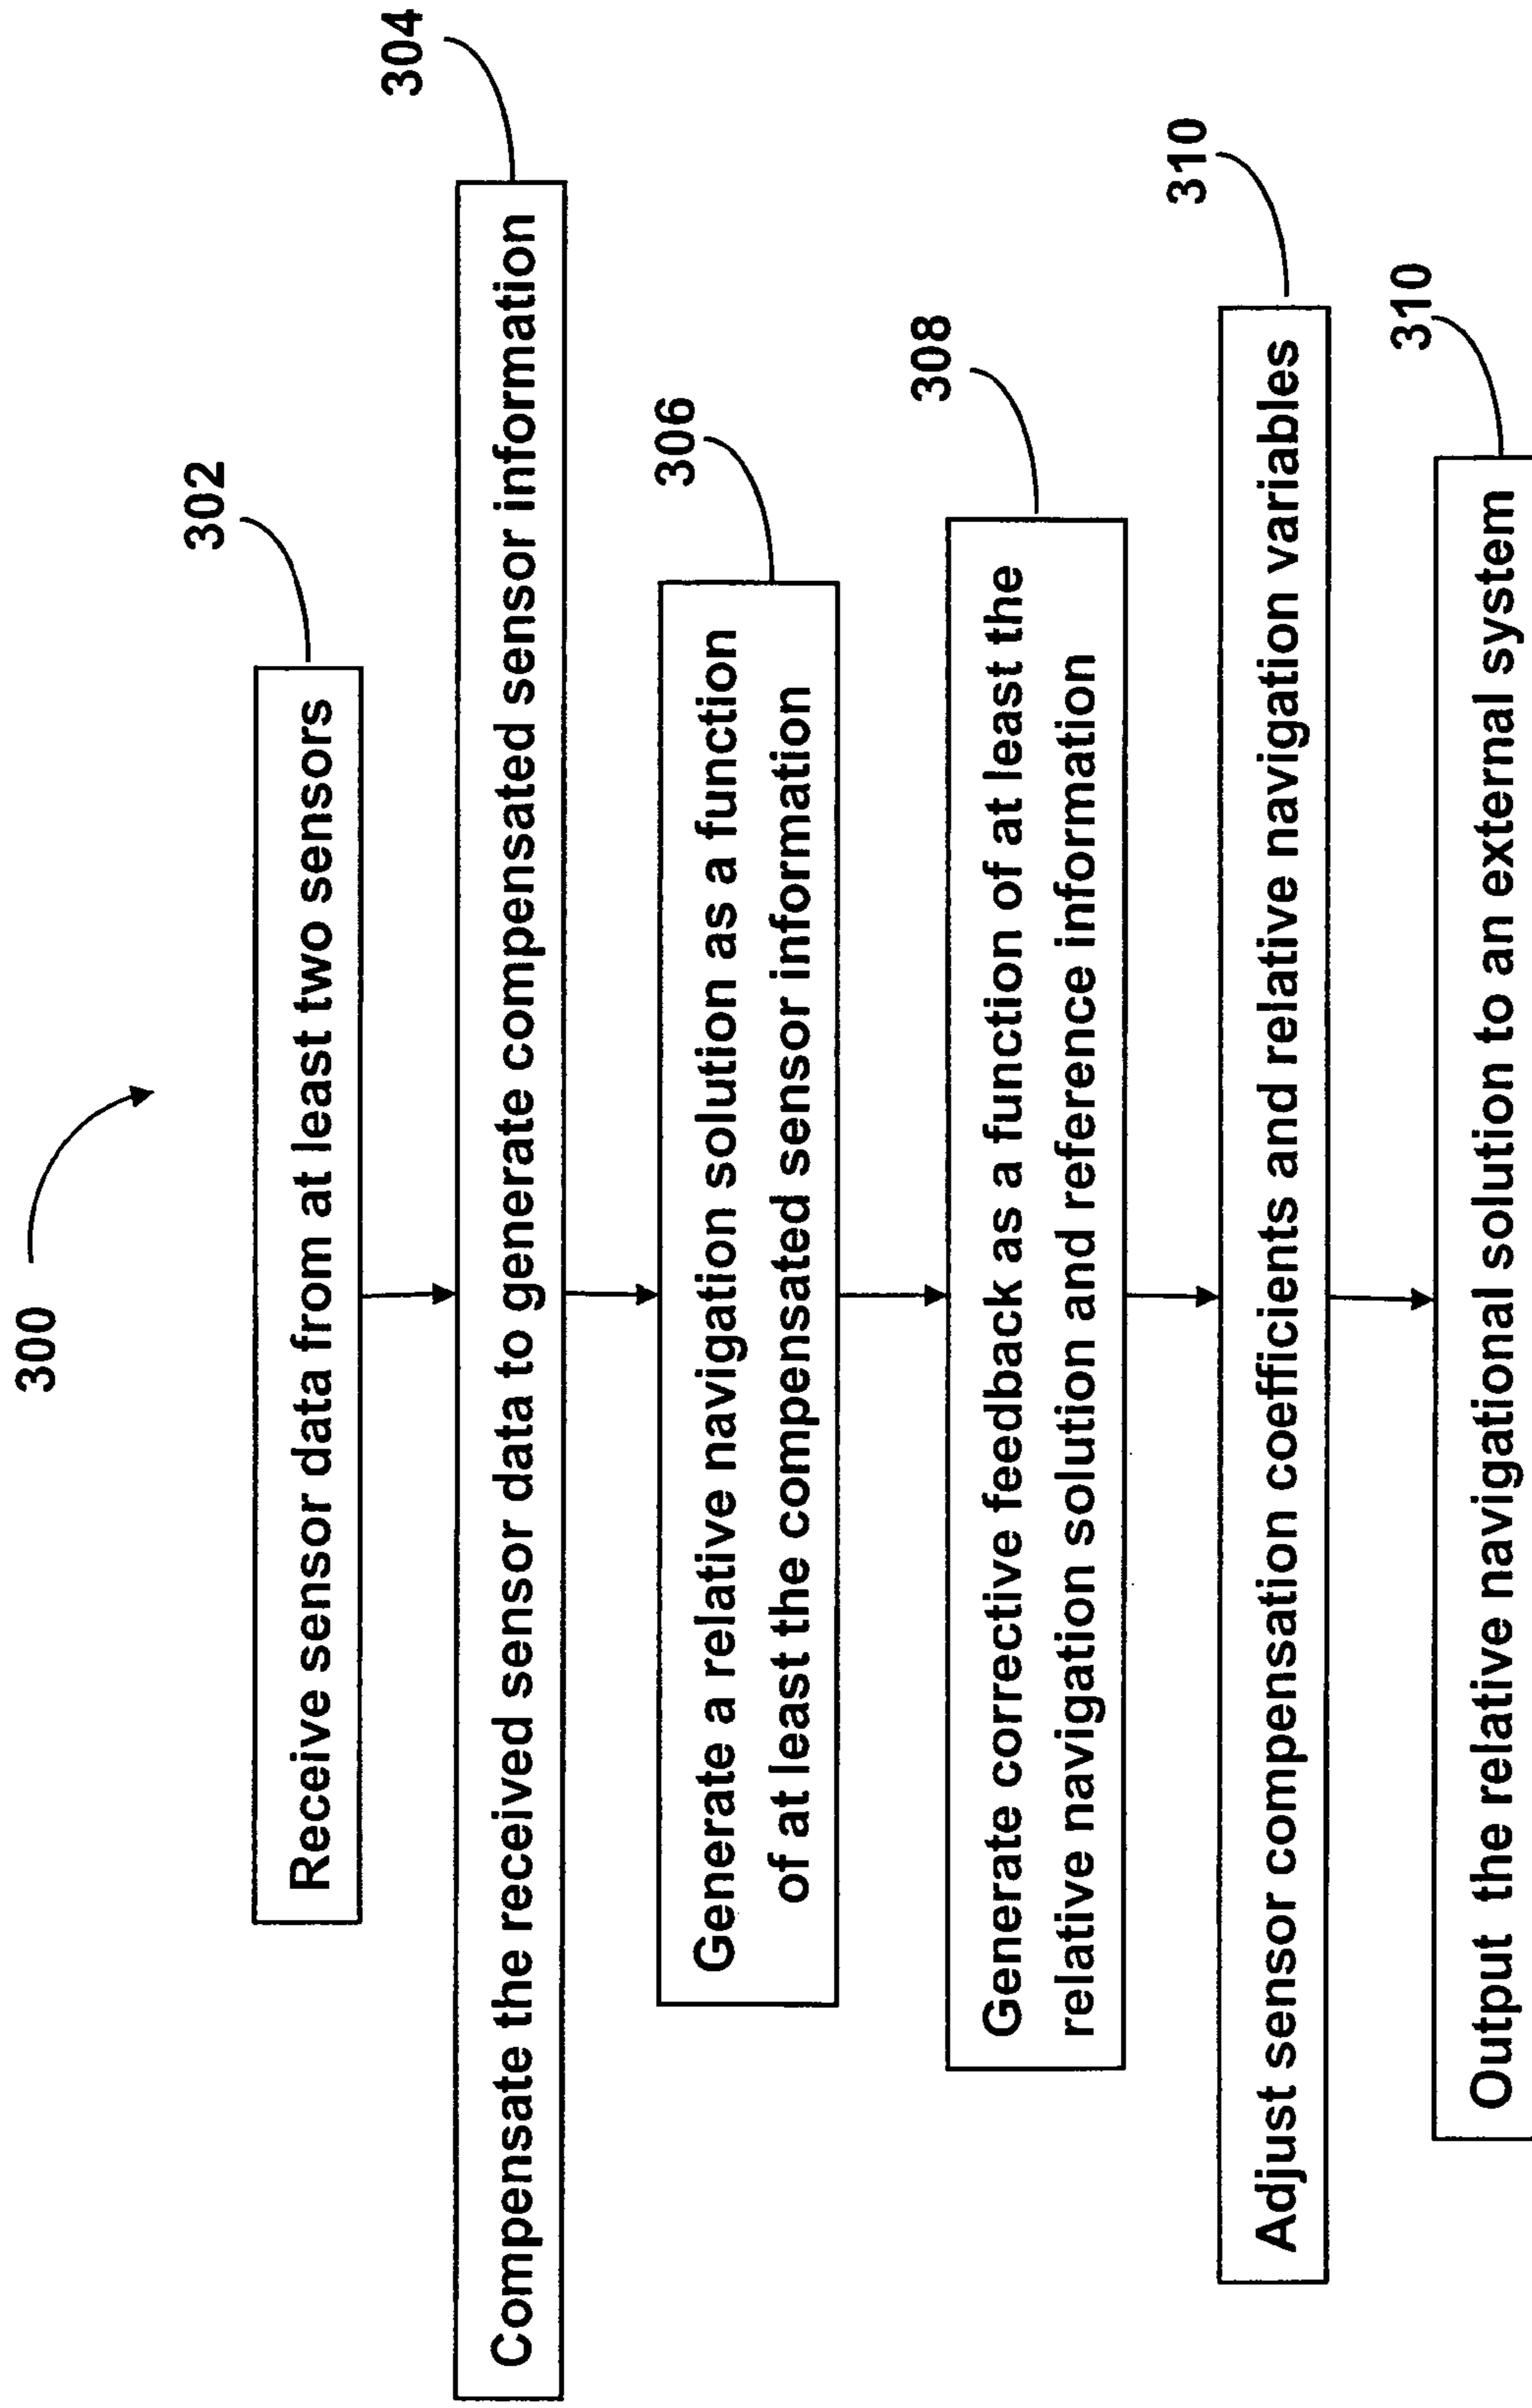 300
302
Receive sensor data from at least two sensors
304
Compensate the received sensor data to generate compensated sensor information
306
Generate a relative navigation solution as a function
of at least the compensated sensor information
308
Generate corrective feedback as a function of at least the
relative navigation solution and reference information
310
Adjust sensor compensation coefficients and relative navigation variables
310
Output the relative navigational solution to an external system